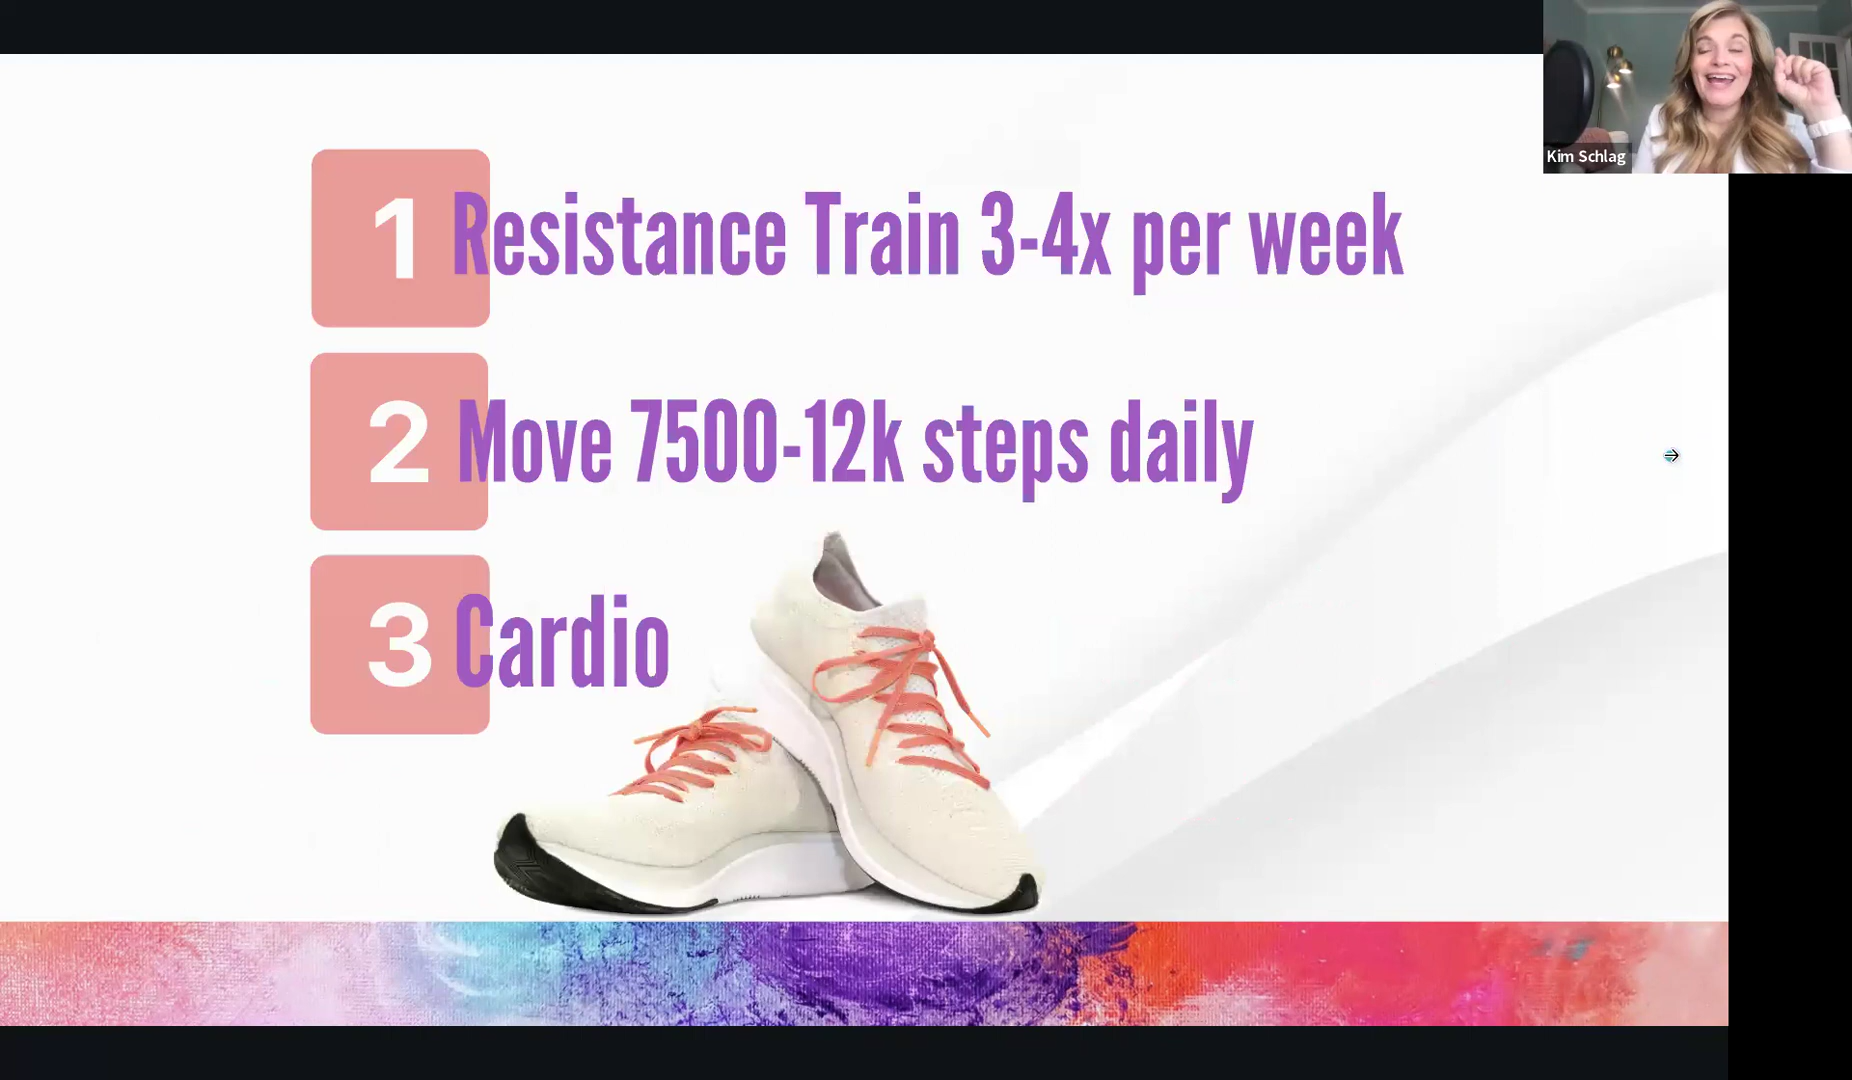 Kim Schlag
1 Resistance Train 3-4x per week
2 Move 7500-12k steps daily
3 Cardio